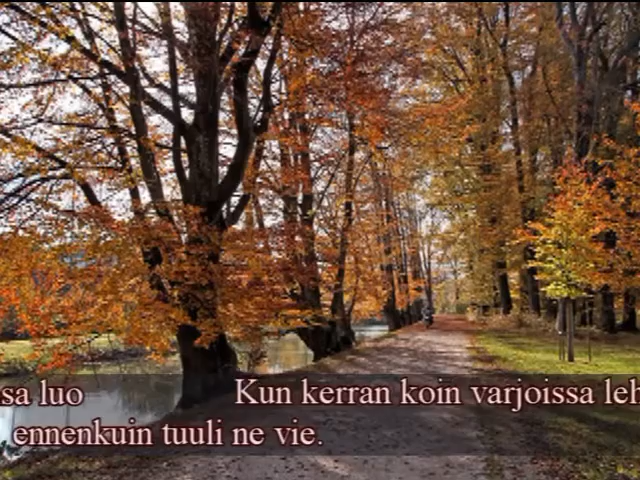 sa luo Kun kerran koin varjoissa leh
ennenkuin tuuli ne vie.